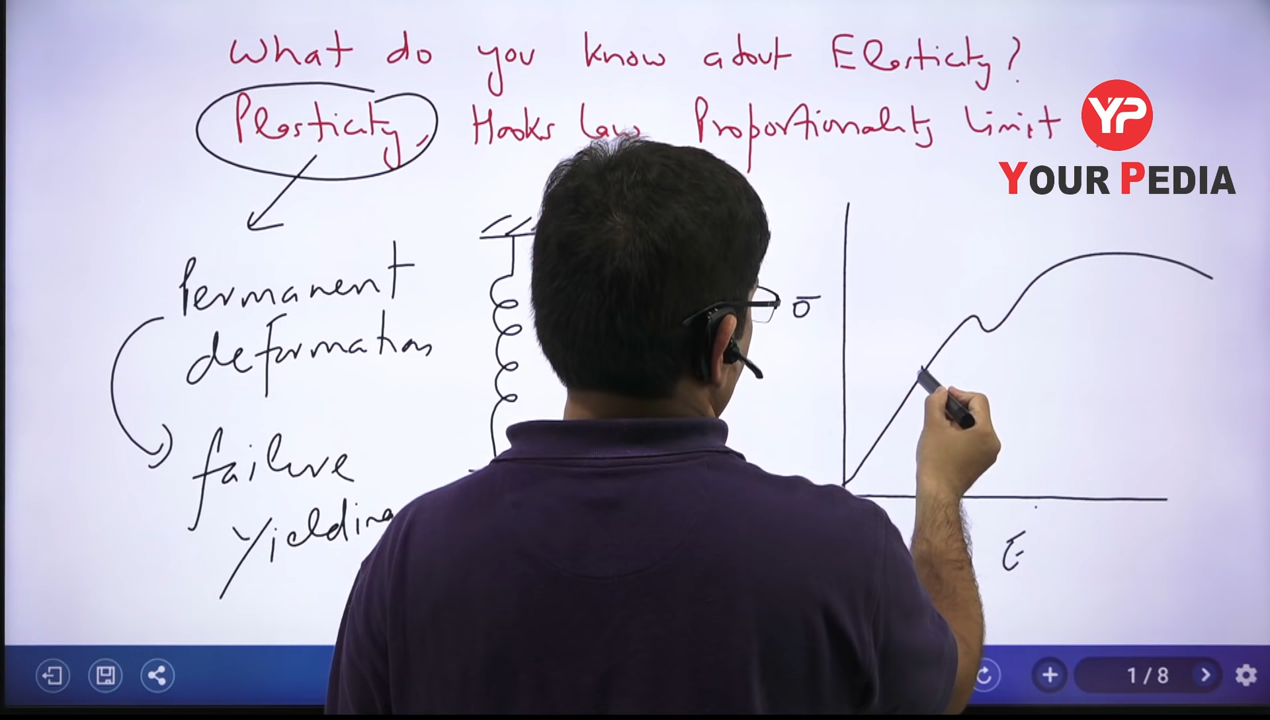 What do you know about Elasticity?
Plasticity, Hooks law Proportionality limit
YP
YOUR PEDIA
Permanent
deformation
failure
yielding
σ
ε
1/8